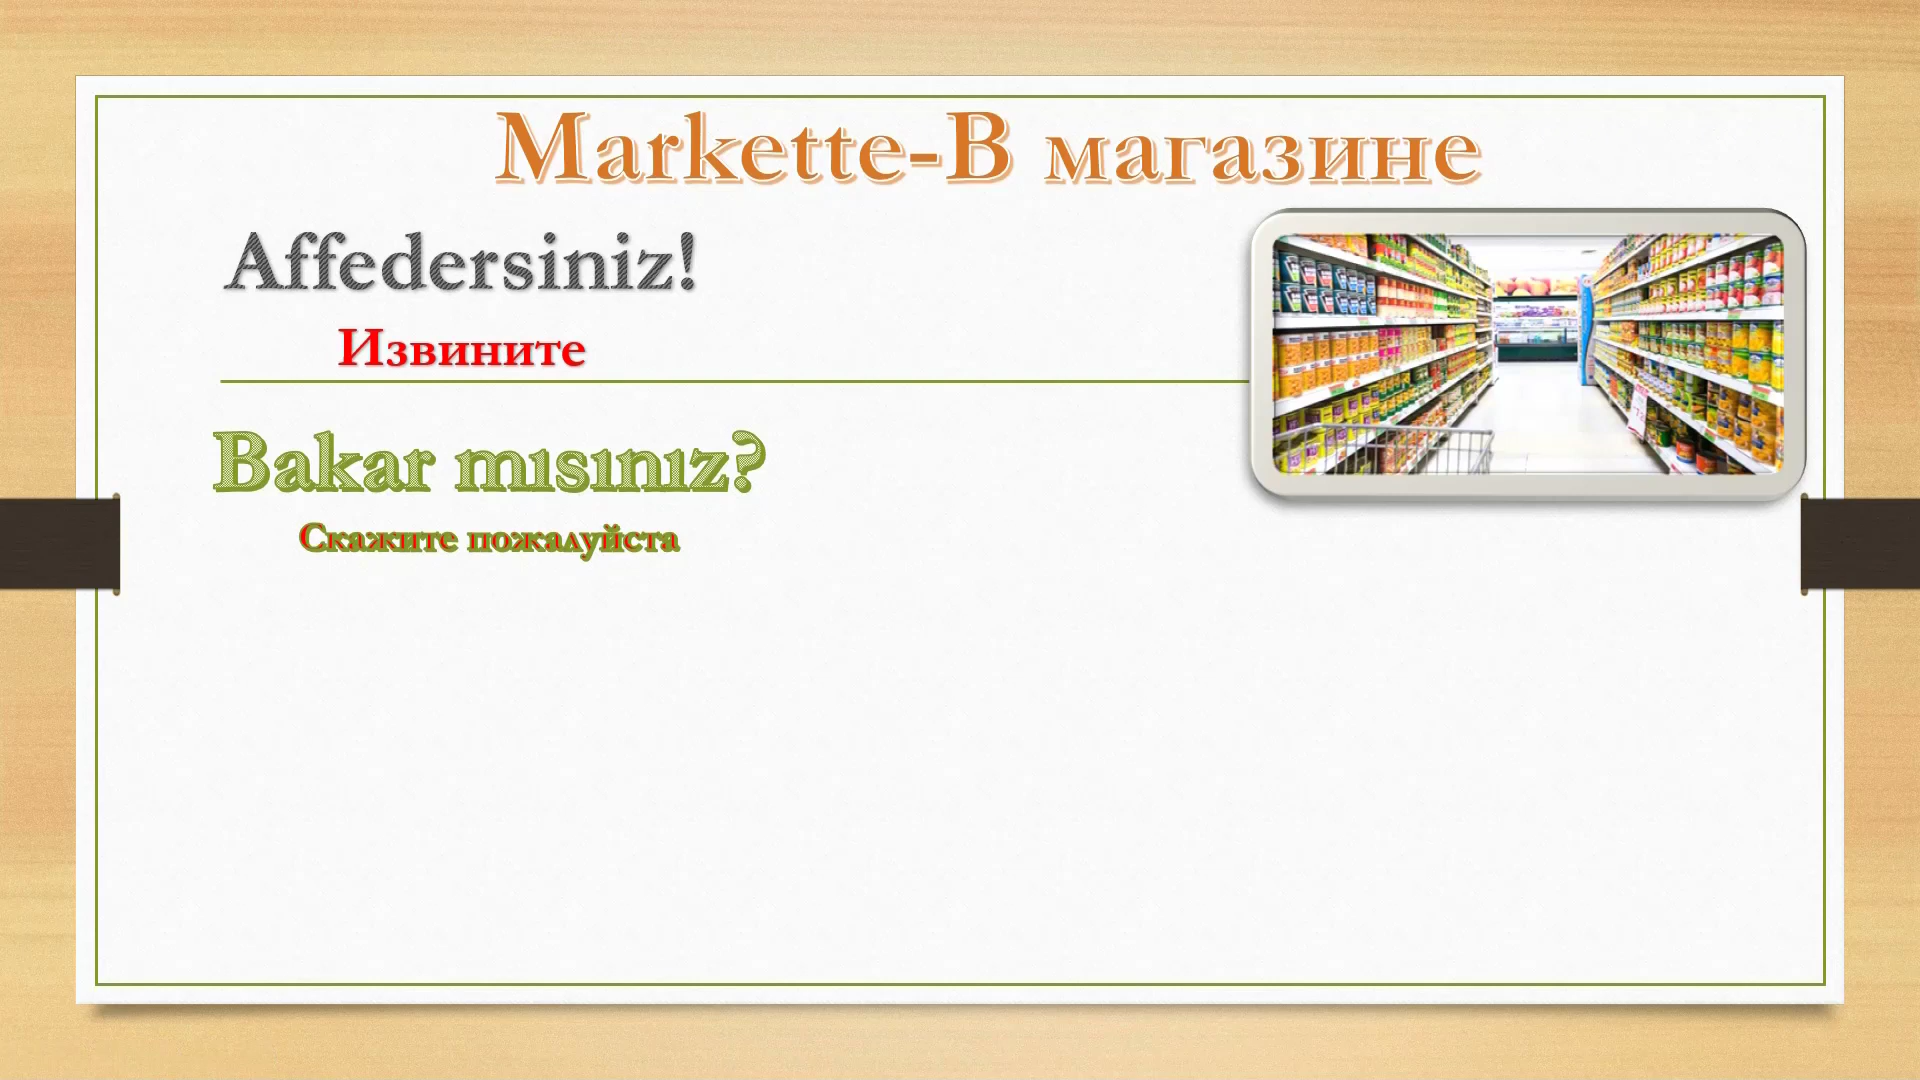 Markette-В магазине
Affedersiniz!
Извините
Bakar mısınız?
Скажите пожалуйста